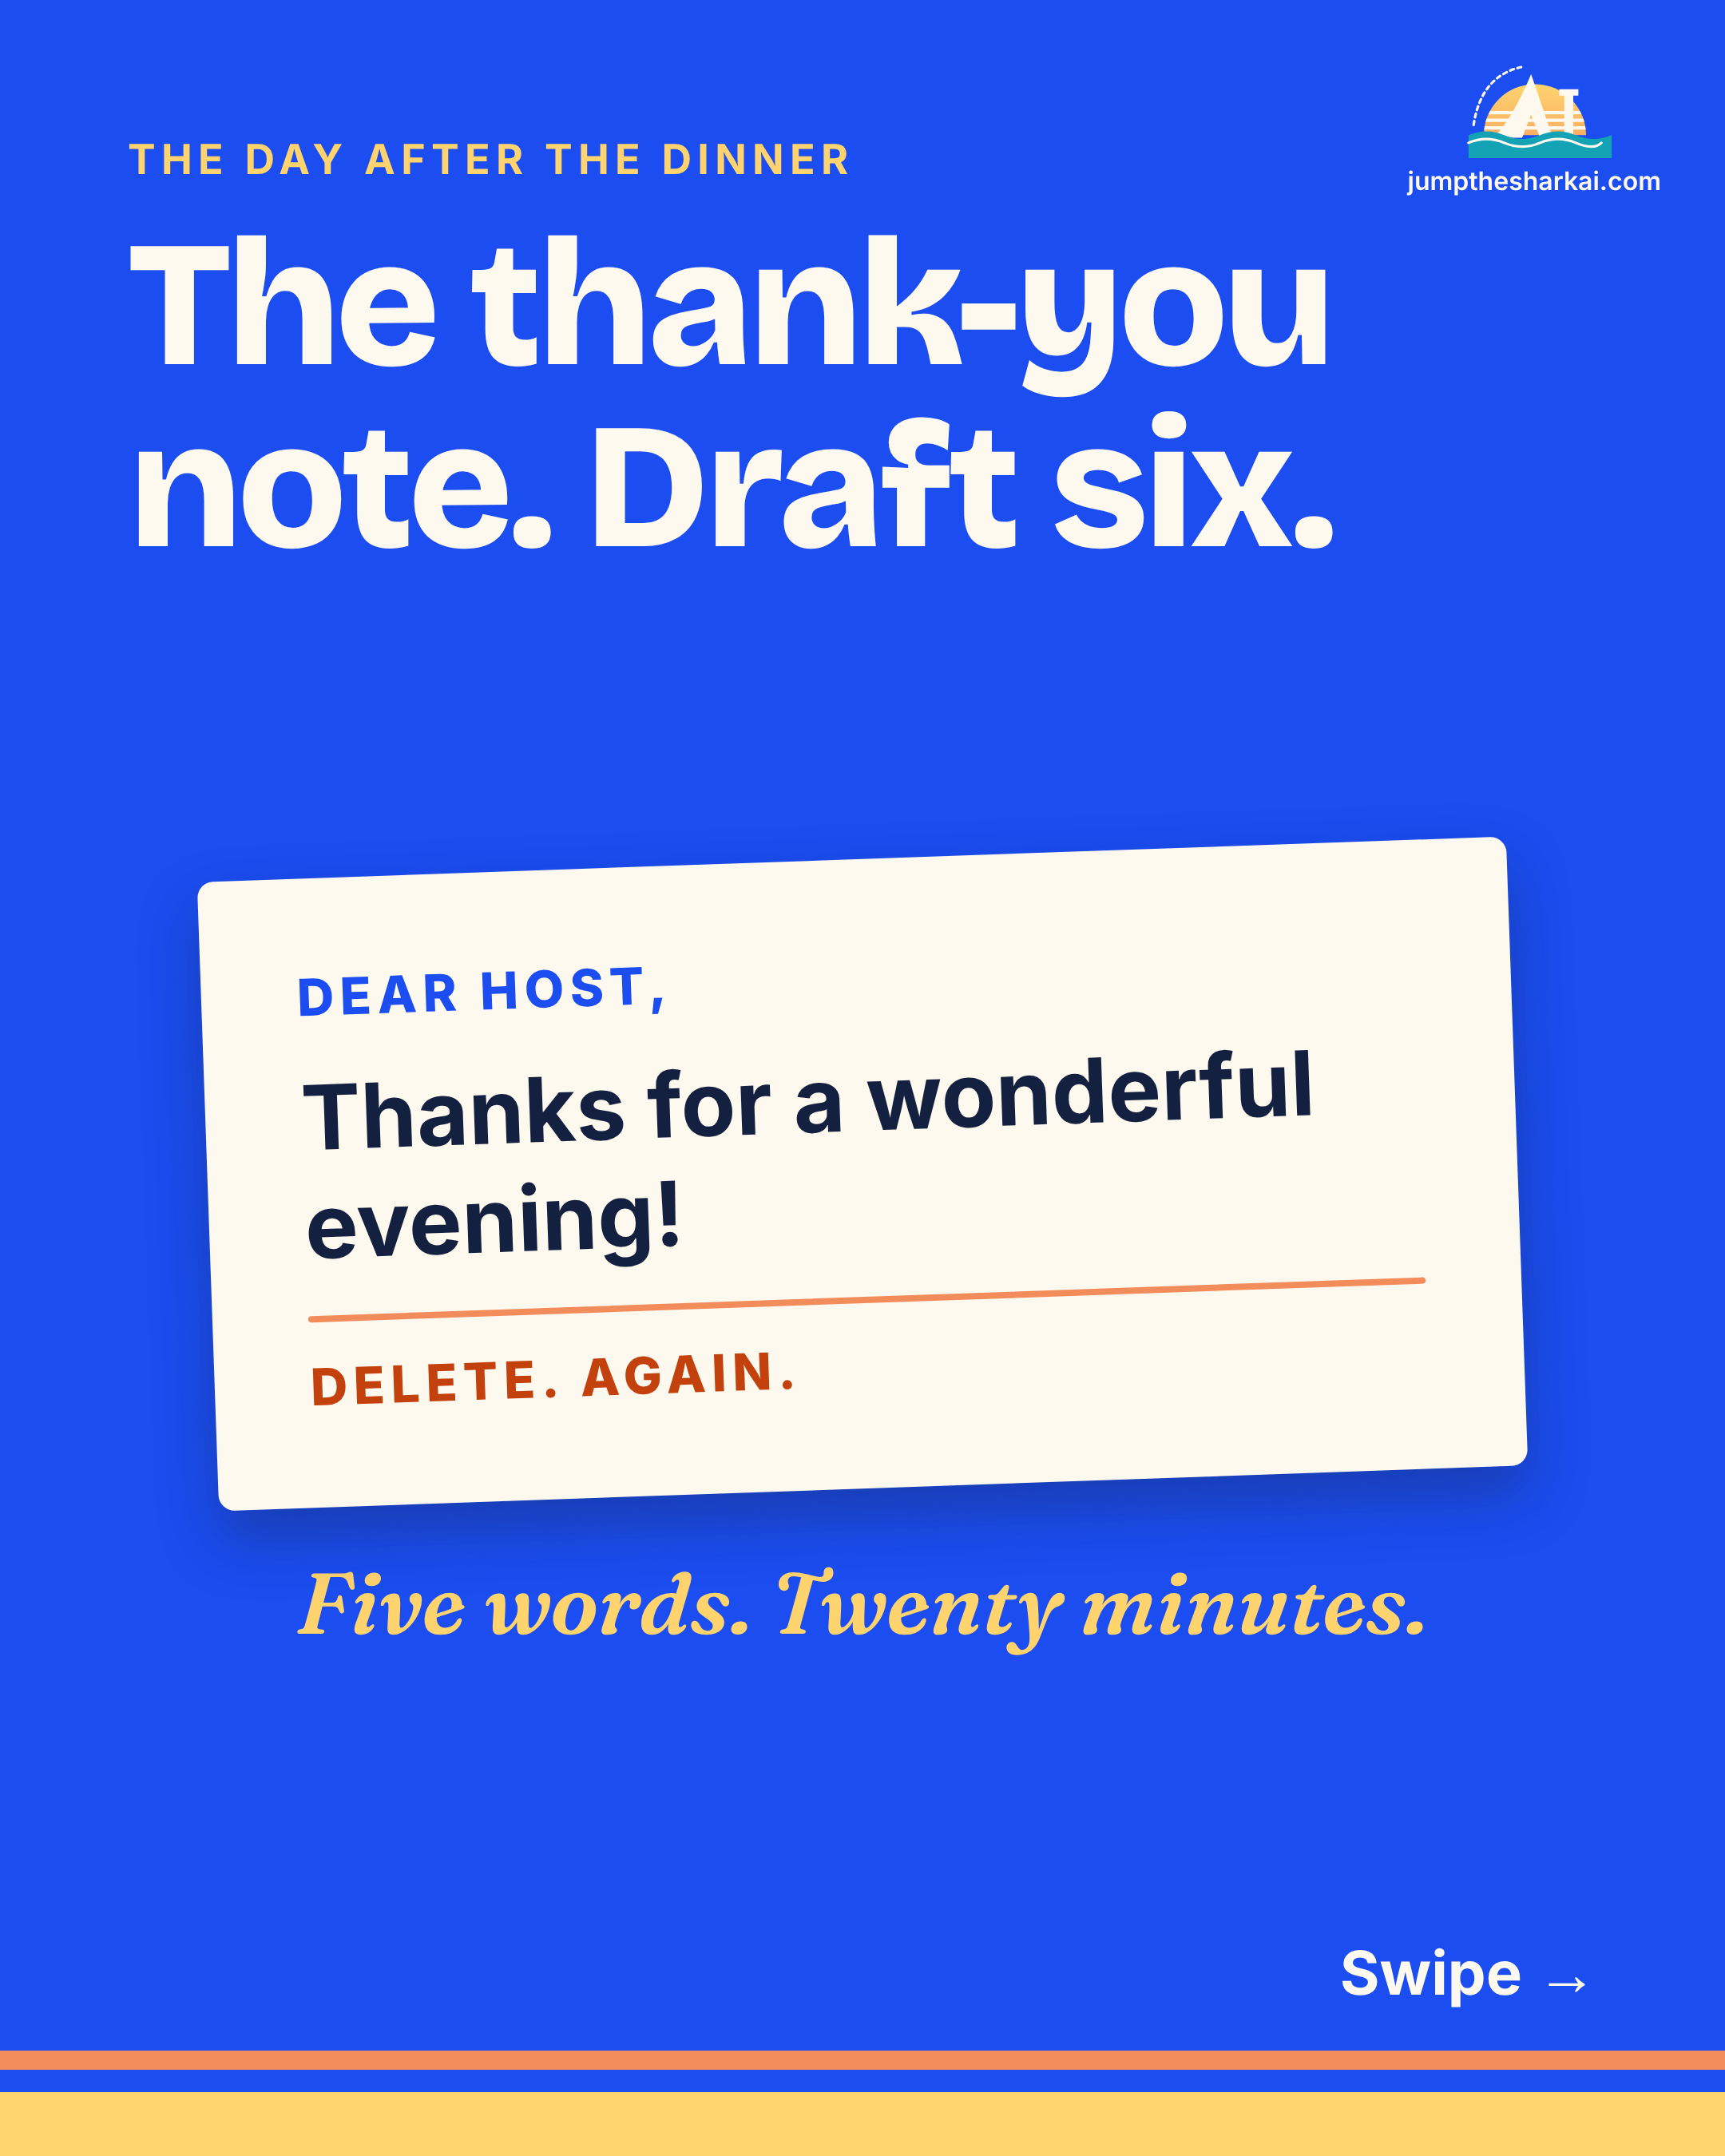 THE DAY AFTER THE DINNER
AI
jumpthesharkai.com
The thank-you
note. Draft six.
DEAR HOST,
Thanks for a wonderful
evening!
DELETE. AGAIN.
Five words. Twenty minutes.
Swipe →